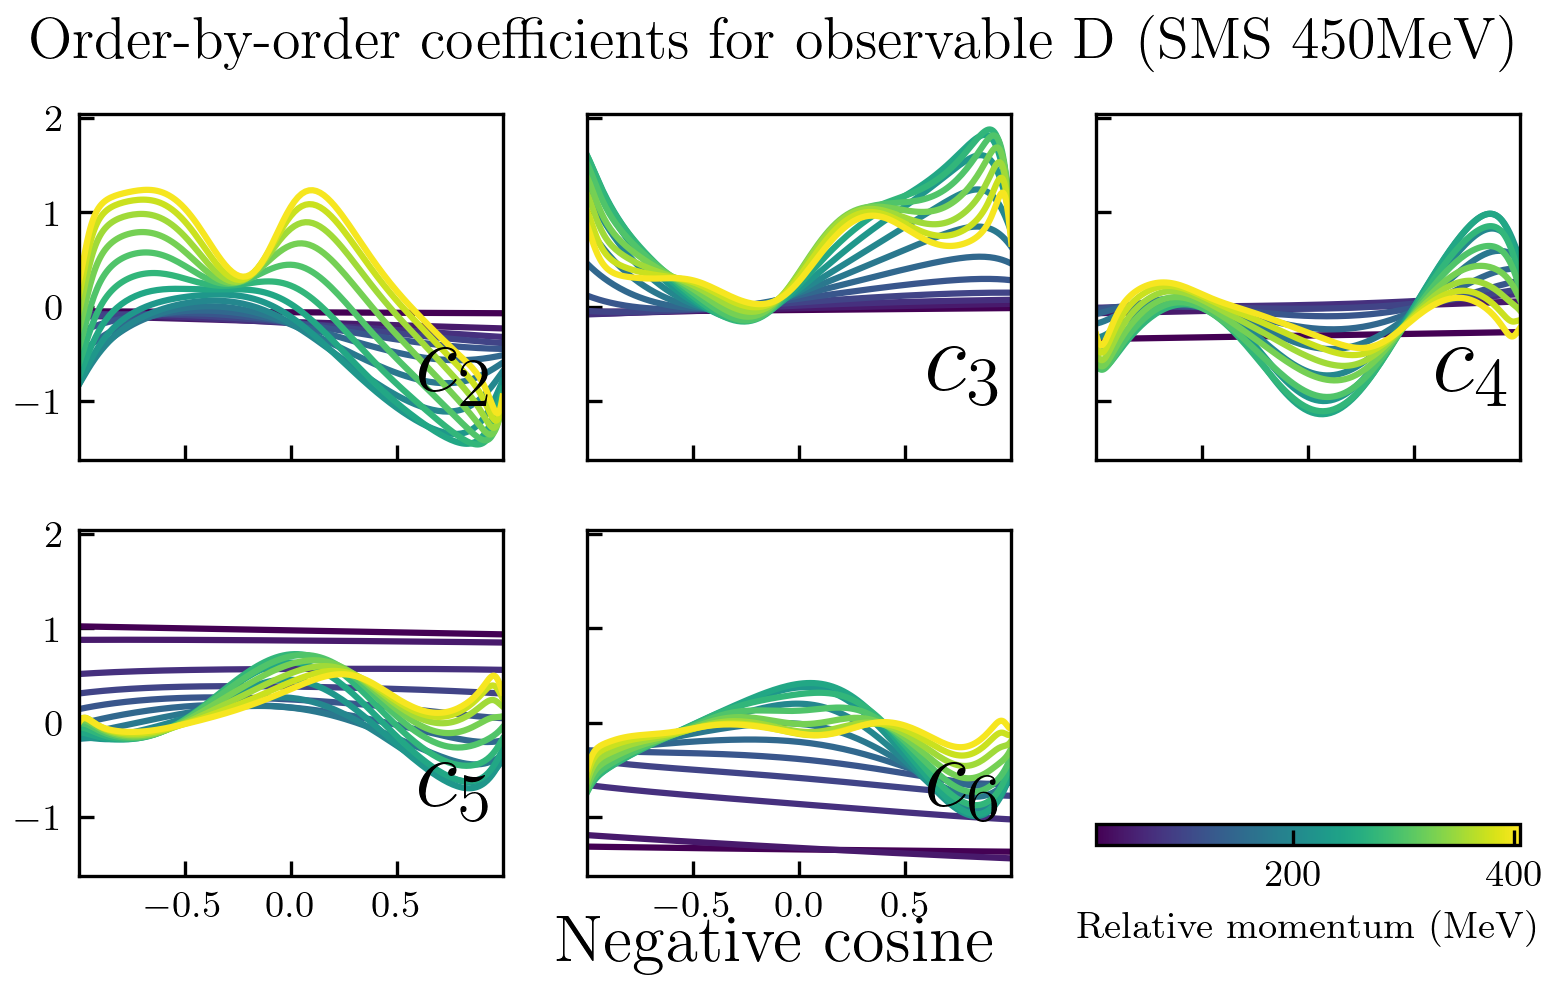 Order-by-order coefficients for observable D (SMS 450MeV)
2
1
0
−1
c2
c3
c4
2
1
0
−1
c5
c6
−0.5 0.0 0.5
−0.5 0.0 0.5
200 400
Relative momentum (MeV)
Negative cosine